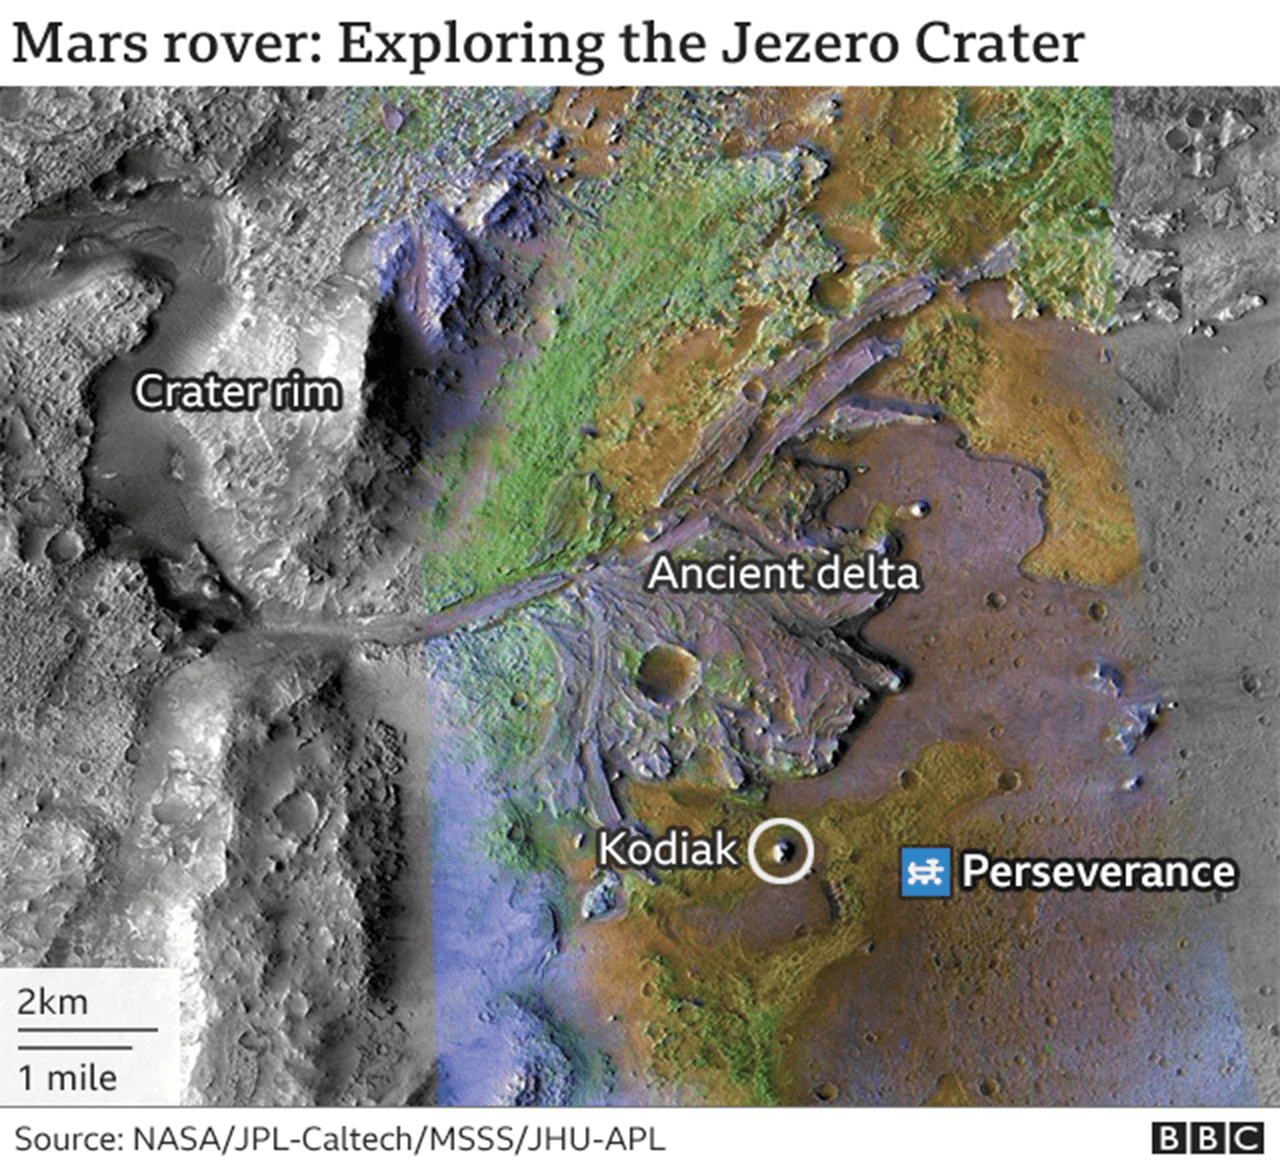 Mars rover: Exploring the Jezero Crater
Crater rim
Ancient delta
Kodiak
Perseverance
2km
1 mile
Source: NASA/JPL-Caltech/MSSS/JHU-APL
BBC